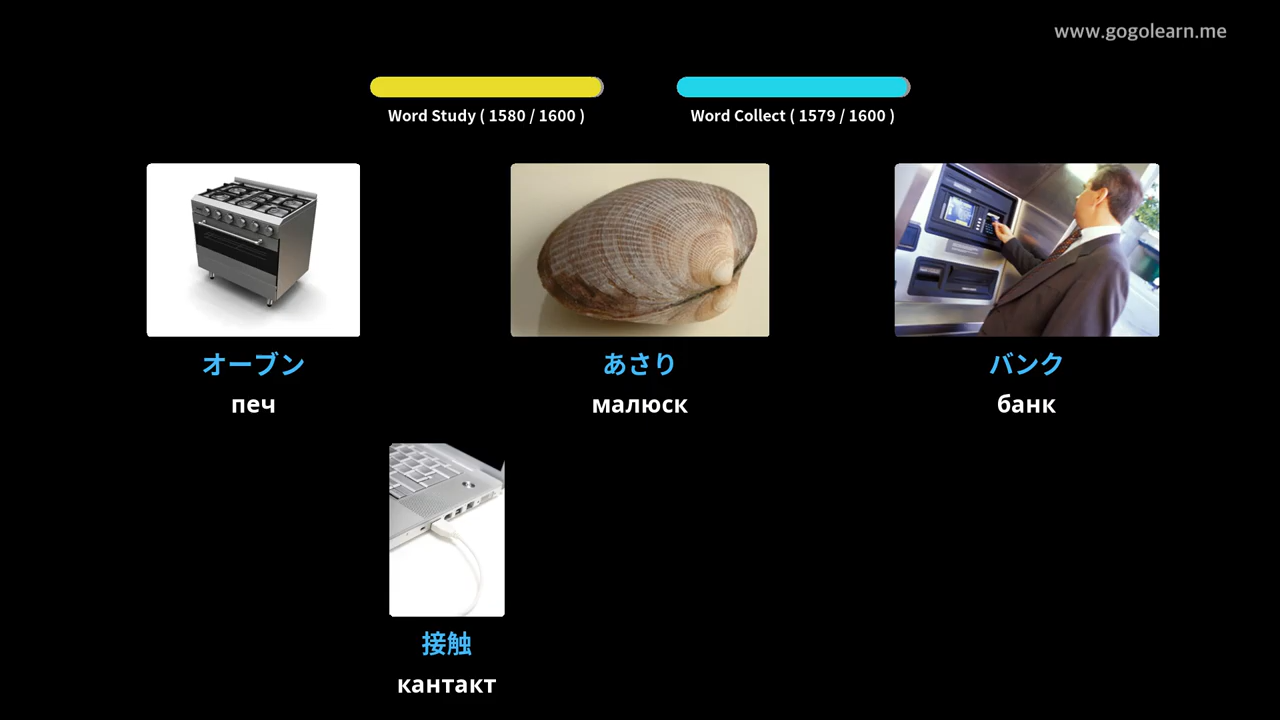 www.gogolearn.me
Word Study ( 1580 / 1600 )
Word Collect ( 1579 / 1600 )
オーブン
печ
あさり
малюск
バンク
банк
接触
кантакт